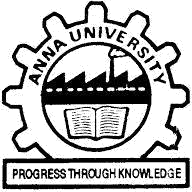 ANNA UNIVERSITY
PROGRESS THROUGH KNOWLEDGE